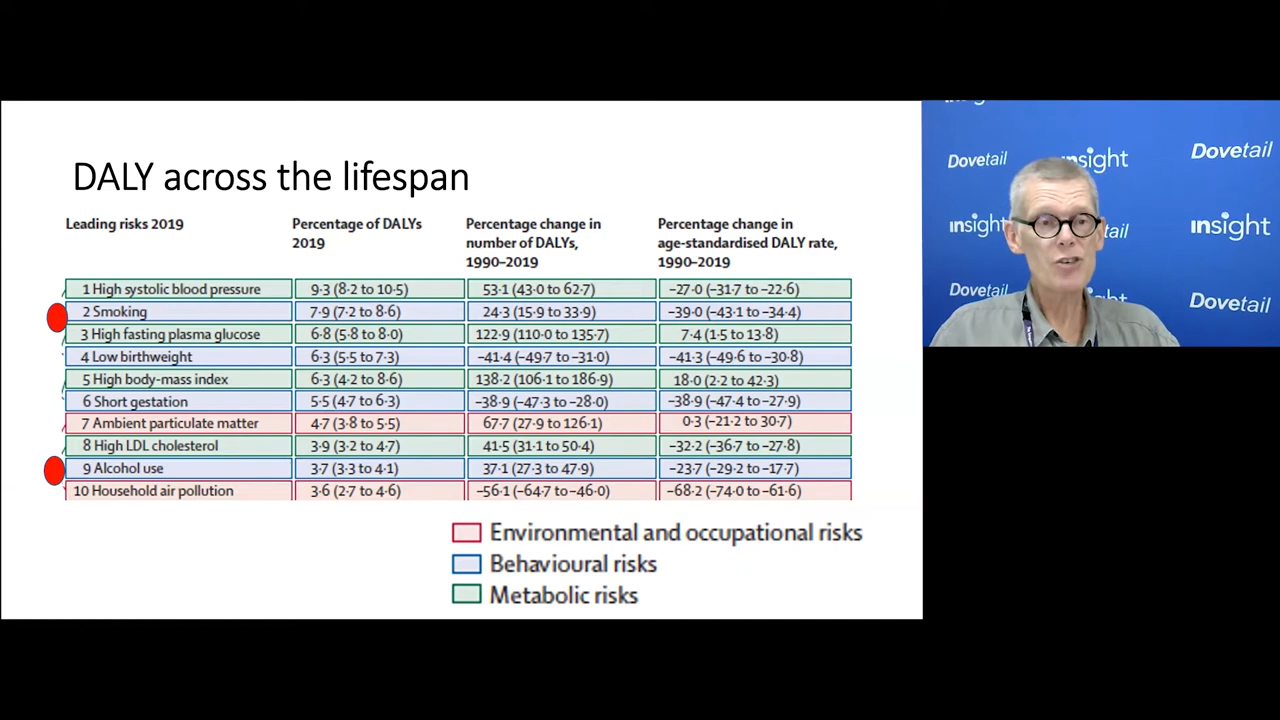 DALY across the lifespan
Leading risks 2019 Percentage of DALYs 2019 Percentage change in number of DALYs, 1990–2019 Percentage change in age-standardised DALY rate, 1990–2019
1 High systolic blood pressure 9·3 (8·2 to 10·5) 53·1 (43·0 to 62·7) −27·0 (−31·7 to −22·6)
2 Smoking 7·9 (7·2 to 8·6) 24·3 (15·9 to 33·9) −39·0 (−43·1 to −34·4)
3 High fasting plasma glucose 6·8 (5·8 to 8·0) 122·9 (110·0 to 135·7) 7·4 (1·5 to 13·8)
4 Low birthweight 6·3 (5·5 to 7·3) −41·4 (−49·7 to −31·0) −41·3 (−49·6 to −30·8)
5 High body-mass index 6·3 (4·2 to 8·6) 138·2 (106·1 to 186·9) 18·0 (2·2 to 42·3)
6 Short gestation 5·5 (4·7 to 6·3) −38·9 (−47·3 to −28·0) −38·9 (−47·4 to −27·9)
7 Ambient particulate matter 4·7 (3·8 to 5·5) 67·7 (27·9 to 126·1) 0·3 (−21·2 to 30·7)
8 High LDL cholesterol 3·9 (3·2 to 4·7) 41·5 (31·1 to 50·4) −32·2 (−36·7 to −27·8)
9 Alcohol use 3·7 (3·3 to 4·1) 37·1 (27·3 to 47·9) −23·7 (−29·2 to −17·7)
10 Household air pollution 3·6 (2·7 to 4·6) −56·1 (−64·7 to −46·0) −68·2 (−74·0 to −61·6)
Environmental and occupational risks
Behavioural risks
Metabolic risks
Dovetail insight Dovetail
insight tail insight
Dovetail Dovetail